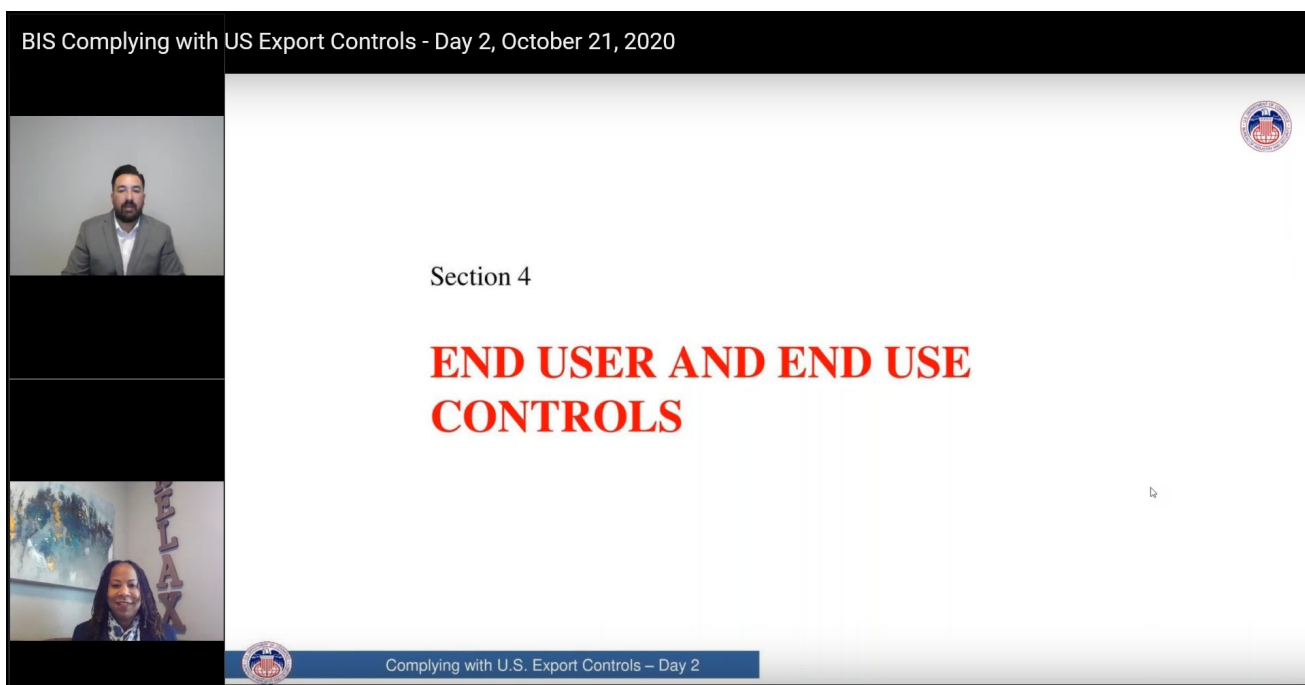 BIS Complying with US Export Controls - Day 2, October 21, 2020
Section 4
END USER AND END USE
CONTROLS
RELAX
Complying with U.S. Export Controls – Day 2